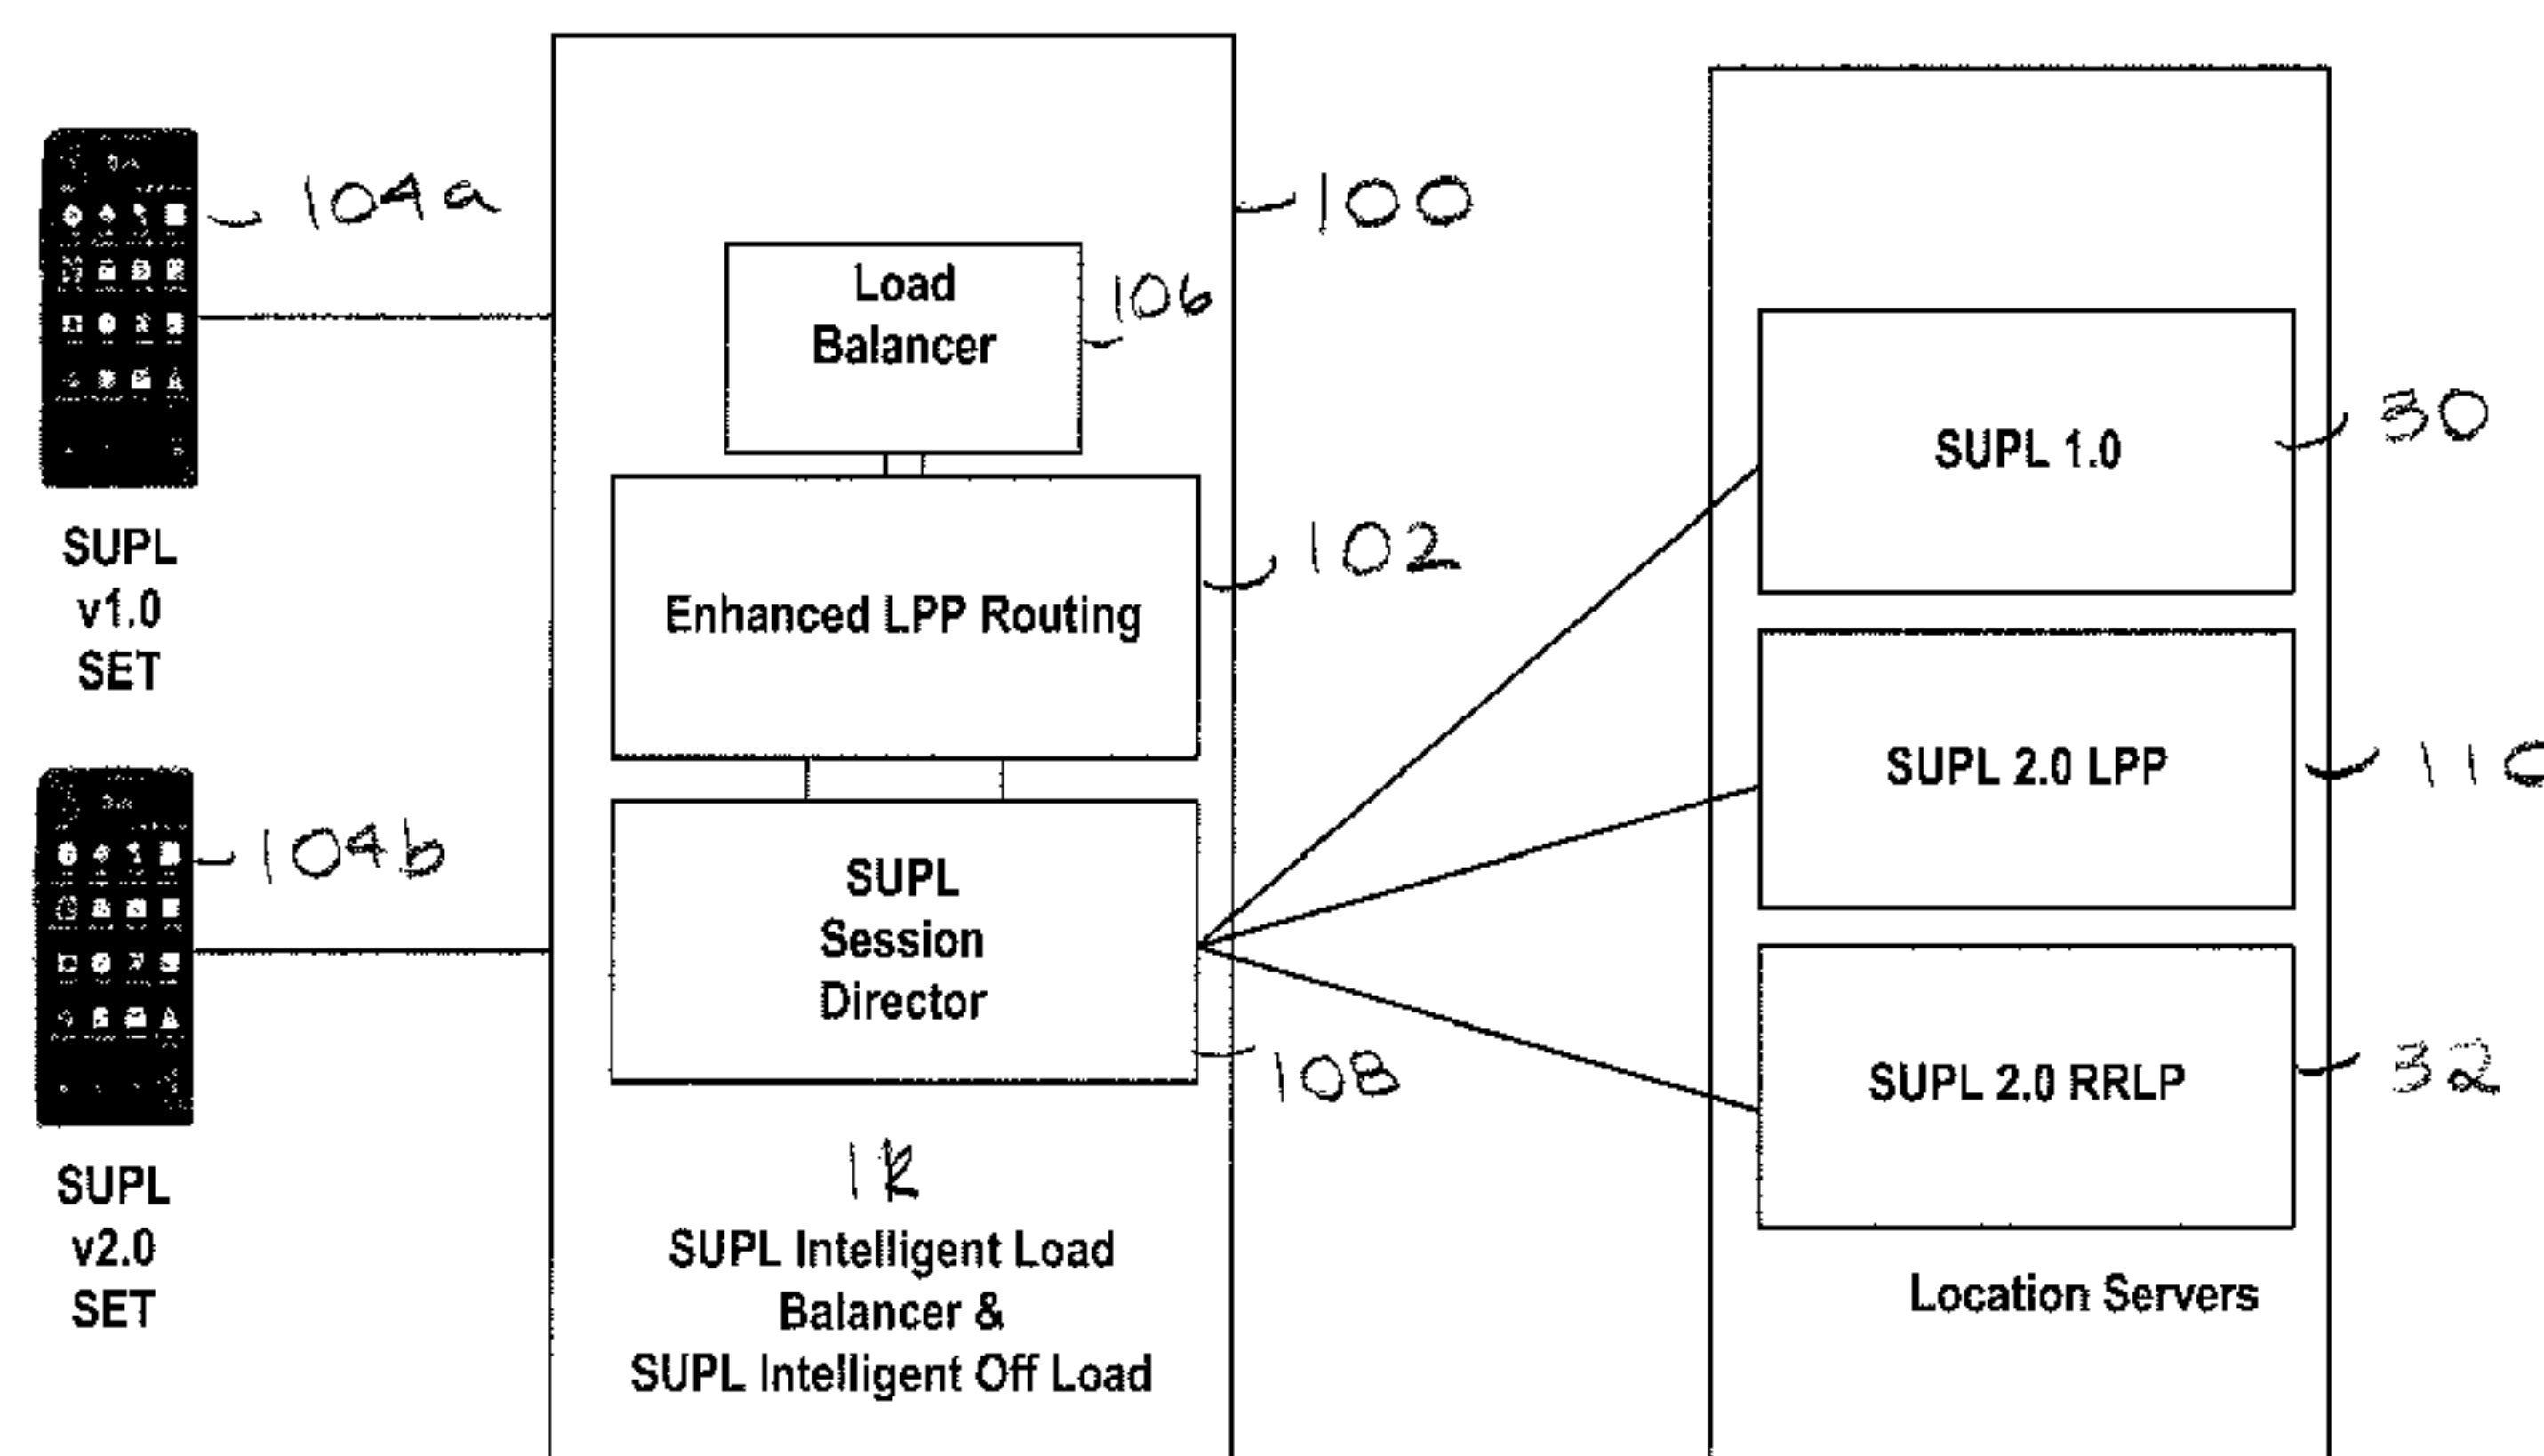 104a
SUPL
v1.0
SET
104b
SUPL
v2.0
SET
100
Load
Balancer
106
Enhanced LPP Routing
102
SUPL
Session
Director
108
SUPL Intelligent Load
Balancer &
SUPL Intelligent Off Load
SUPL 1.0
30
SUPL 2.0 LPP
110
SUPL 2.0 RRLP
32
Location Servers